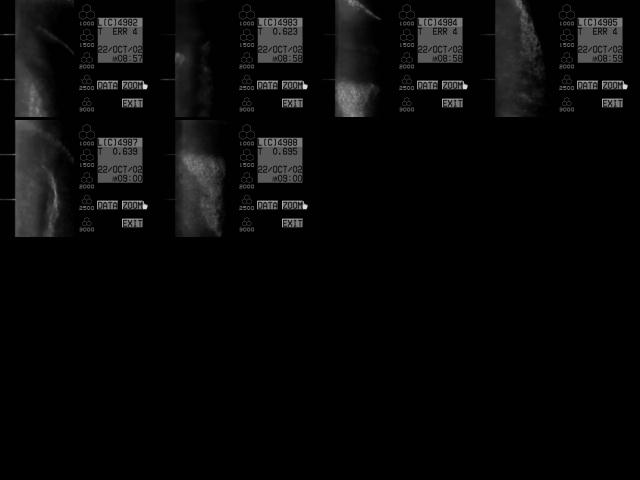 L(C)4982
T ERR 4
22/OCT/02
08:57
1000
1500
2000
2500
3000
DATA ZOOM
EXIT
L(C)4983
T 0.623
22/OCT/02
08:58
1000
1500
2000
2500
3000
DATA ZOOM
EXIT
L(C)4984
T ERR 4
22/OCT/02
08:58
1000
1500
2000
2500
3000
DATA ZOOM
EXIT
L(C)4985
T ERR 4
22/OCT/02
08:59
1000
1500
2000
2500
3000
DATA ZOOM
EXIT
L(C)4987
T 0.639
22/OCT/02
09:00
1000
1500
2000
2500
3000
DATA ZOOM
EXIT
L(C)4988
T 0.695
22/OCT/02
09:00
1000
1500
2000
2500
3000
DATA ZOOM
EXIT